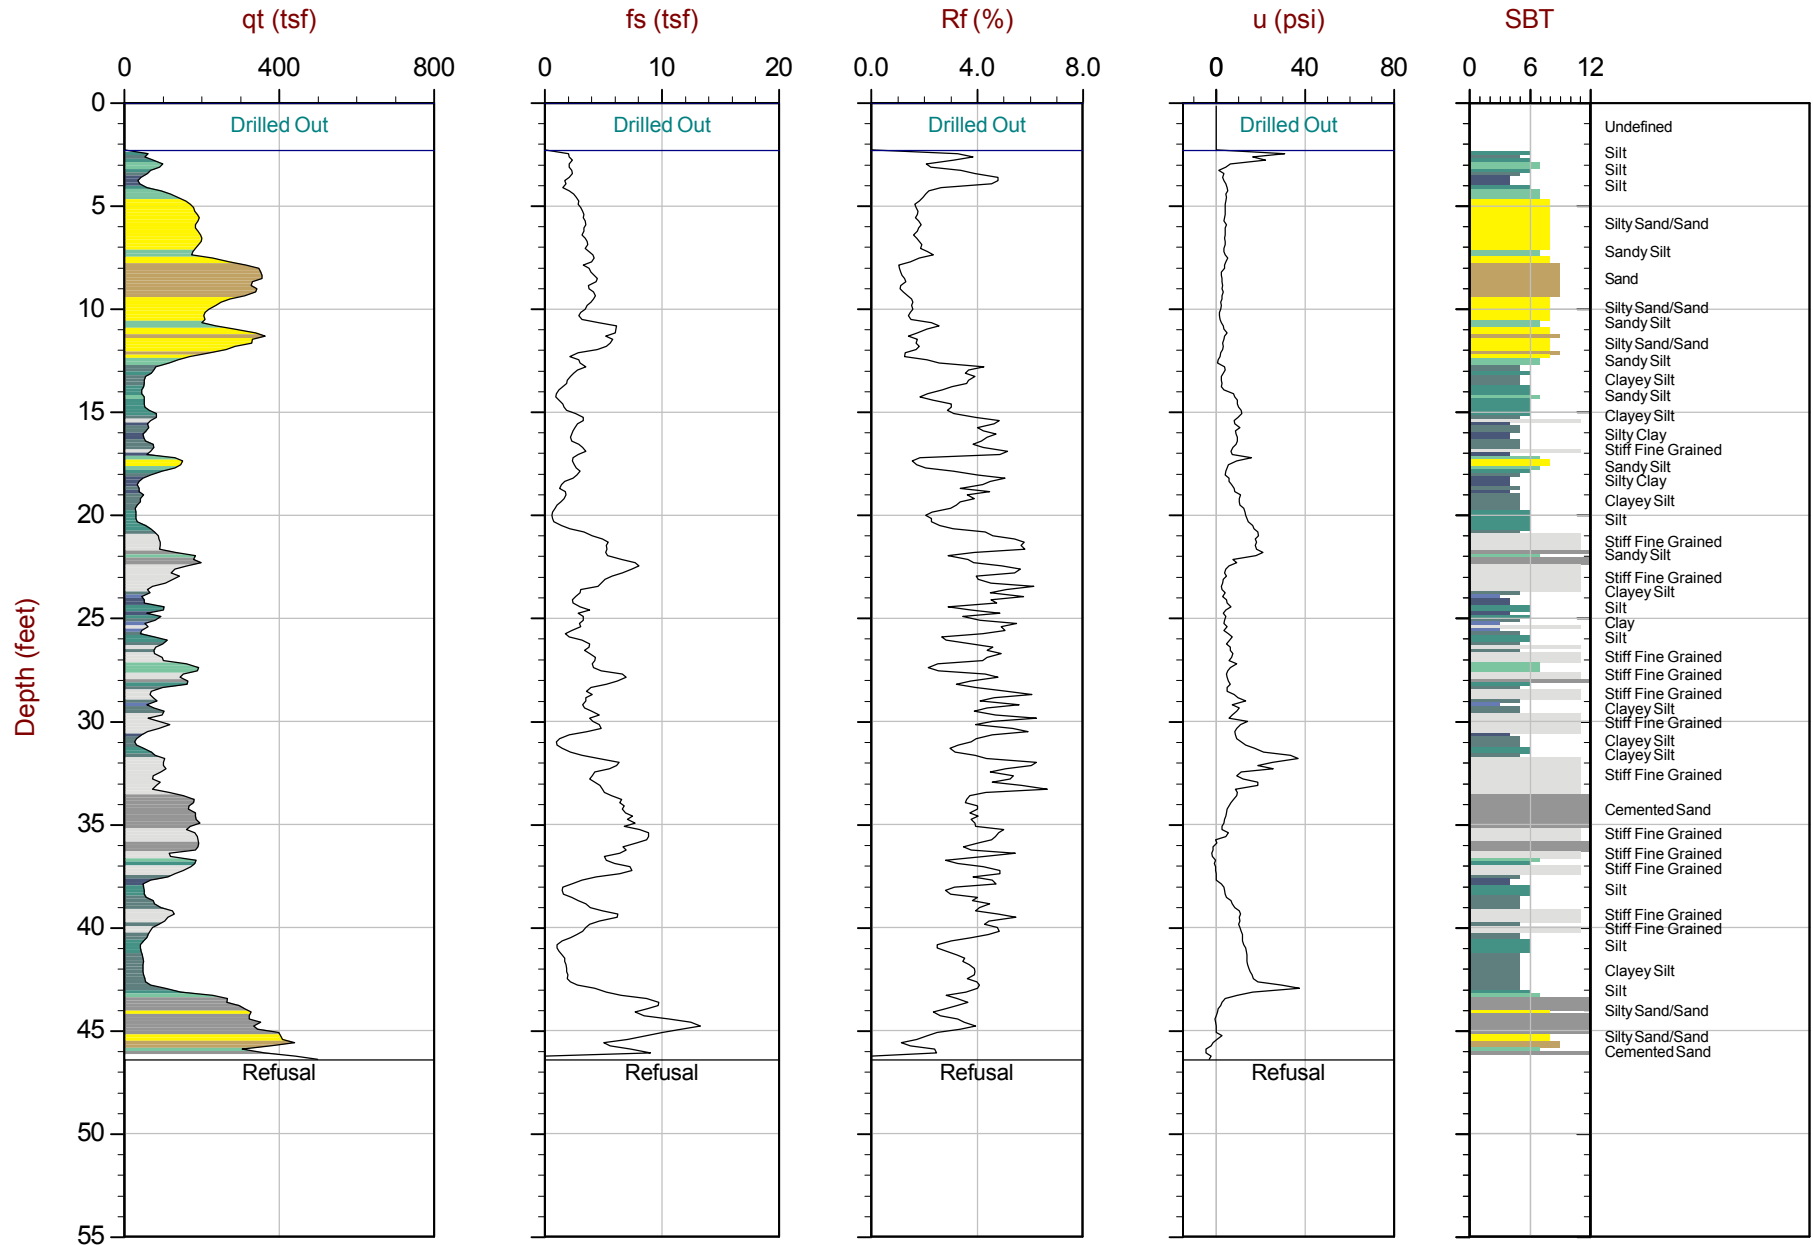 qt (tsf) fs (tsf) Rf (%) u (psi) SBT
0 400 800 0 10 20 0.0 4.0 8.0 0 40 80 0 6 12
0
Drilled Out Drilled Out Drilled Out Drilled Out
Undefined
Silt
Silt
Silt
5
Silty Sand/Sand
Sandy Silt
Sand
10
Silty Sand/Sand
Sandy Silt
Silty Sand/Sand
Sandy Silt
Clayey Silt
Sandy Silt
15
Clayey Silt
Silty Clay
Stiff Fine Grained
Sandy Silt
Silty Clay
Clayey Silt
20
Silt
Stiff Fine Grained
Sandy Silt
Stiff Fine Grained
Clayey Silt
Silt
25
Clay
Silt
Depth (feet)
Stiff Fine Grained
Stiff Fine Grained
Stiff Fine Grained
Clayey Silt
30
Stiff Fine Grained
Clayey Silt
Clayey Silt
Stiff Fine Grained
Cemented Sand
35
Stiff Fine Grained
Stiff Fine Grained
Stiff Fine Grained
Silt
Stiff Fine Grained
40
Stiff Fine Grained
Silt
Clayey Silt
Silt
Silty Sand/Sand
45
Silty Sand/Sand
Cemented Sand
Refusal Refusal Refusal Refusal
50
55